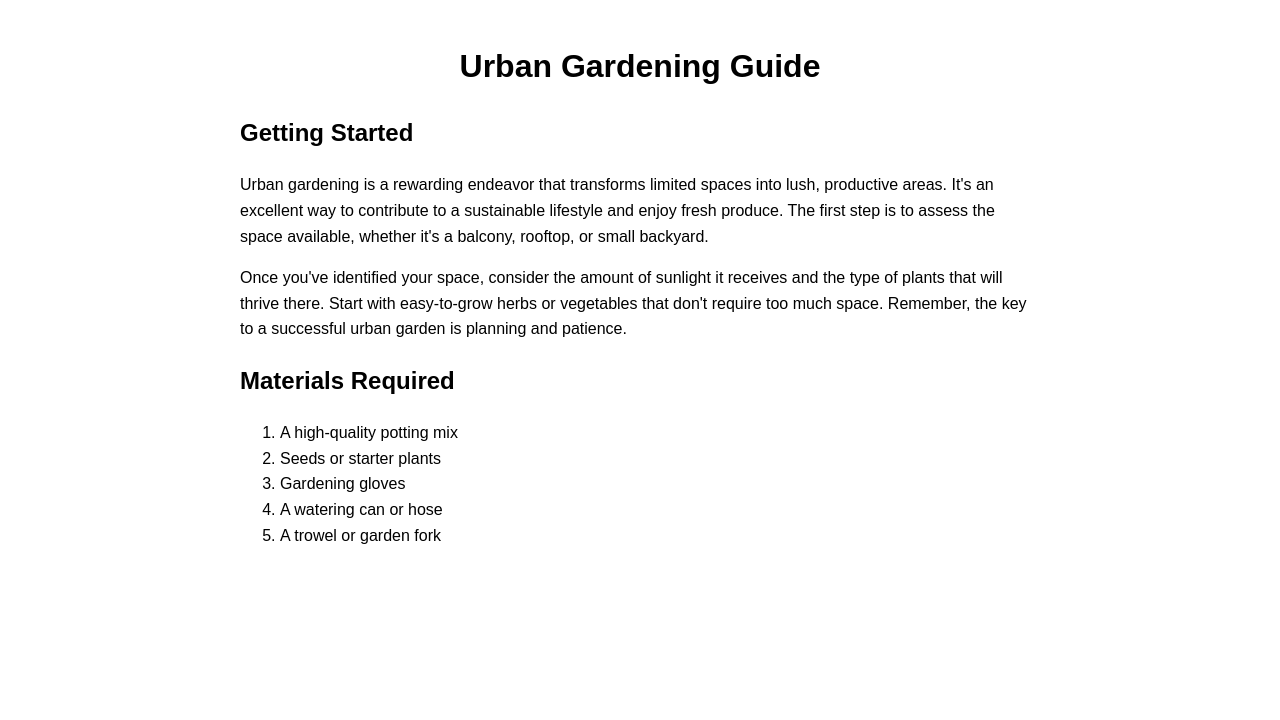 Urban Gardening Guide
Getting Started
Urban gardening is a rewarding endeavor that transforms limited spaces into lush, productive areas. It's an
excellent way to contribute to a sustainable lifestyle and enjoy fresh produce. The first step is to assess the
space available, whether it's a balcony, rooftop, or small backyard.
Once you've identified your space, consider the amount of sunlight it receives and the type of plants that will
thrive there. Start with easy-to-grow herbs or vegetables that don't require too much space. Remember, the key
to a successful urban garden is planning and patience.
Materials Required
1. A high-quality potting mix
2. Seeds or starter plants
3. Gardening gloves
4. A watering can or hose
5. A trowel or garden fork